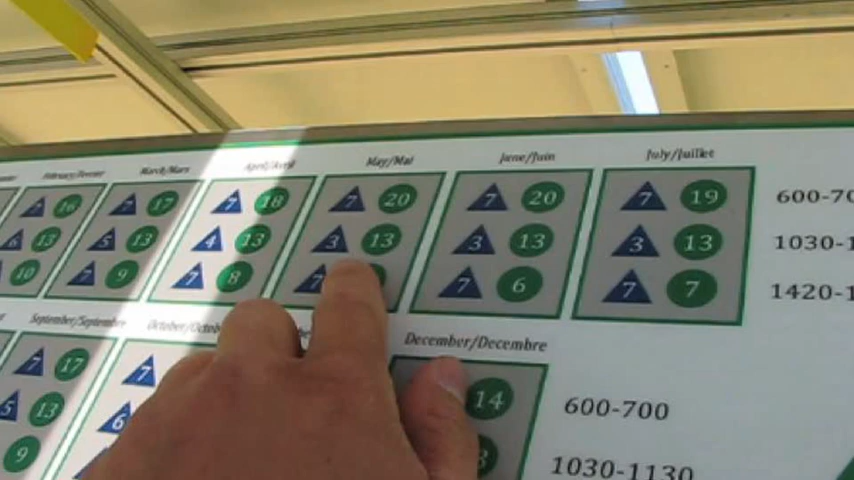 February/Fevrier March/Mars April/Avril May/Mai June/Juin July/Juillet
7 16 7 17 7 18 7 20 7 20 7 19 600-70
6 13 5 13 4 13 3 13 3 13 3 13 1030-1
10 7 9 7 8 7 7 6 7 7 1420-1
September/Septembre December/Decembre
7 17 7 14 600-700
5 13 6 1030-1130
9